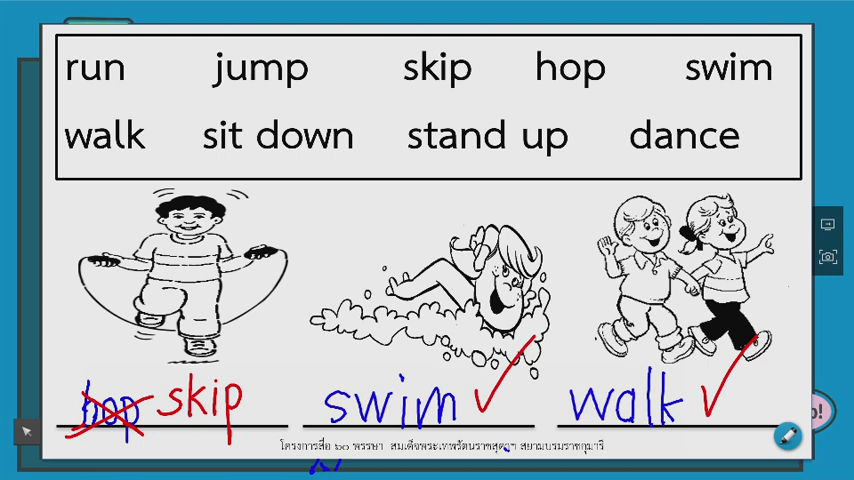 run jump skip hop swim
walk sit down stand up dance
hop skip swim walk
โครงการสื่อ ๖๐ พรรษา สมเด็จพระเทพรัตนราชสุดาฯ สยามบรมราชกุมารี